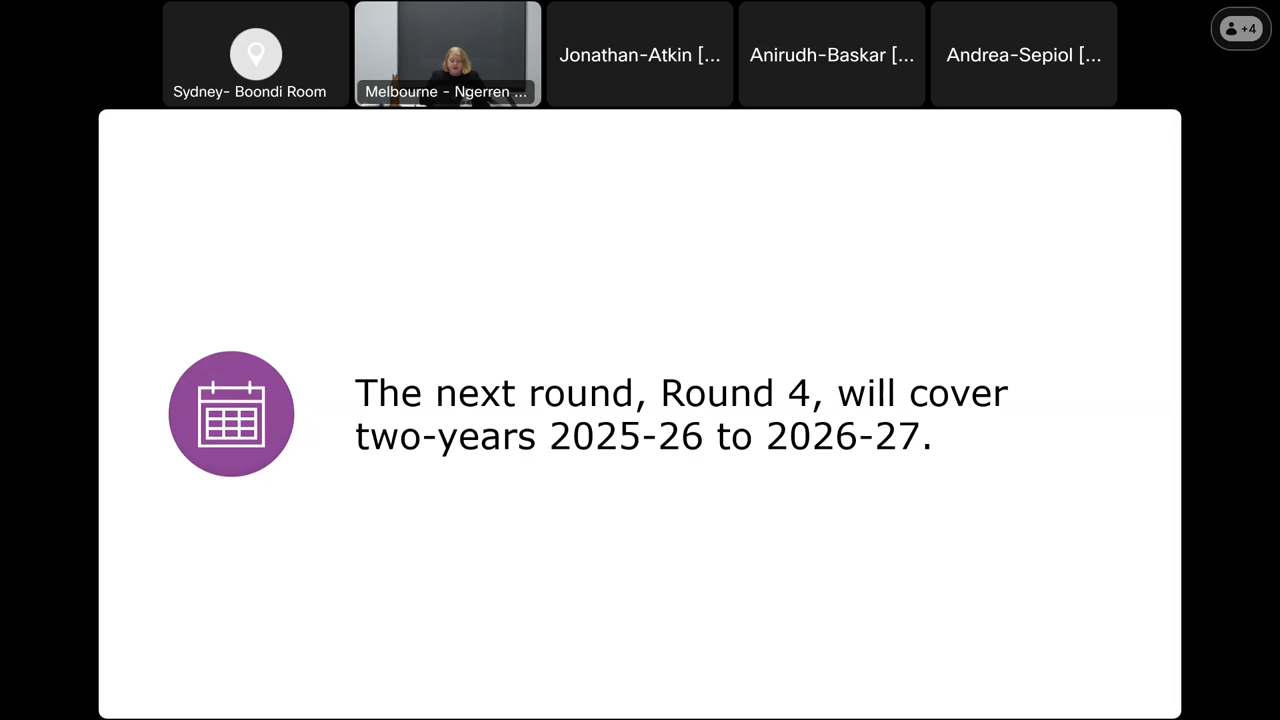 Sydney- Boondi Room
Melbourne - Ngerren ...
Jonathan-Atkin [...
Anirudh-Baskar [...
Andrea-Sepiol [...
+4
The next round, Round 4, will cover
two-years 2025-26 to 2026-27.